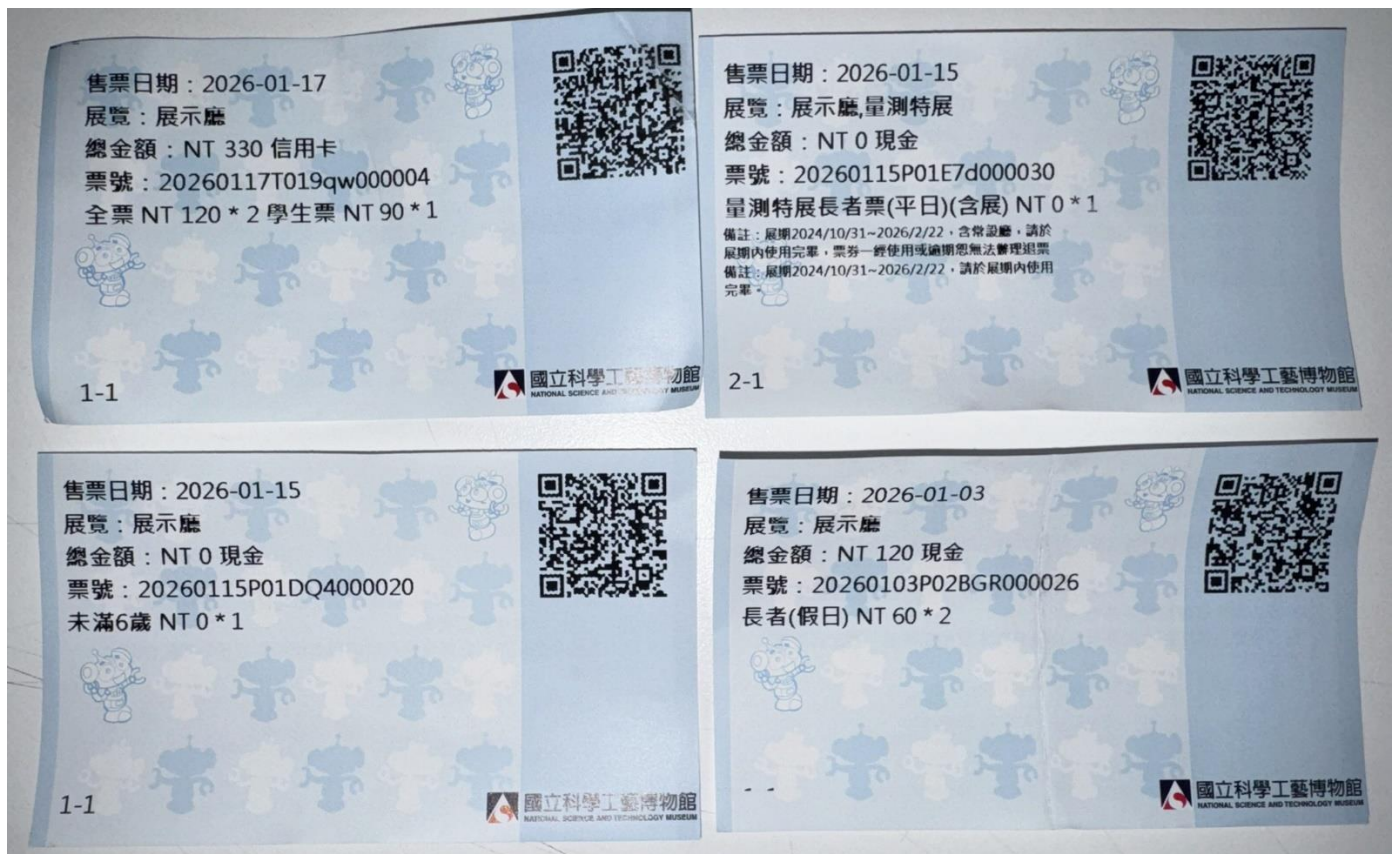 售票日期：2026-01-17
展覽：展示廳
總金額：NT 330 信用卡
票號：20260117T019qw000004
全票 NT 120 * 2 學生票 NT 90 * 1
1-1
國立科學工藝博物館
NATIONAL SCIENCE AND TECHNOLOGY MUSEUM
售票日期：2026-01-15
展覽：展示廳,量測特展
總金額：NT 0 現金
票號：20260115P01E7d000030
量測特展長者票(平日)(含展) NT 0 * 1
備註：展期2024/10/31~2026/2/22，含常設廳，請於
展期內使用完畢，票券一經使用或逾期恕無法辦理退票
備註：展期2024/10/31~2026/2/22，請於展期內使用
完畢。
2-1
國立科學工藝博物館
NATIONAL SCIENCE AND TECHNOLOGY MUSEUM
售票日期：2026-01-15
展覽：展示廳
總金額：NT 0 現金
票號：20260115P01DQ4000020
未滿6歲 NT 0 * 1
1-1
國立科學工藝博物館
NATIONAL SCIENCE AND TECHNOLOGY MUSEUM
售票日期：2026-01-03
展覽：展示廳
總金額：NT 120 現金
票號：20260103P02BGR000026
長者(假日) NT 60 * 2
- -
國立科學工藝博物館
NATIONAL SCIENCE AND TECHNOLOGY MUSEUM